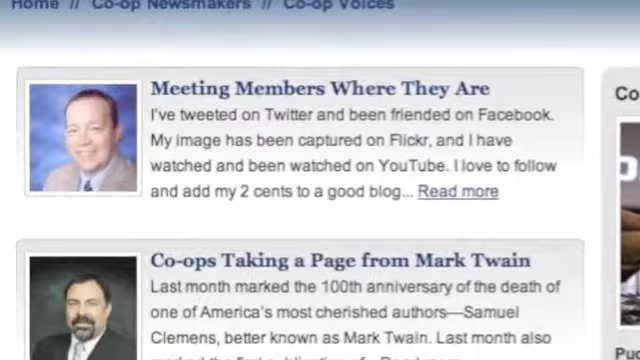 Home // Co-op Newsmakers // Co-op Voices
Meeting Members Where They Are
I've tweeted on Twitter and been friended on Facebook.
My image has been captured on Flickr, and I have
watched and been watched on YouTube. I love to follow
and add my 2 cents to a good blog... Read more
Co-ops Taking a Page from Mark Twain
Last month marked the 100th anniversary of the death of
one of America's most cherished authors—Samuel
Clemens, better known as Mark Twain. Last month also
Co